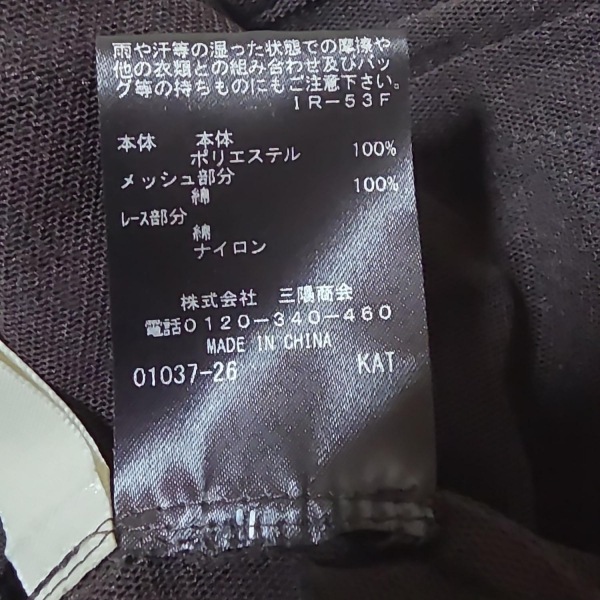 雨や汗等の湿った状態での摩擦や
他の衣類との組み合わせ及びバッ
グ等の持ちものにもご注意下さい。
IR-53F
本体 本体
ポリエステル 100%
メッシュ部分
綿 100%
レース部分
綿
ナイロン
株式会社 三陽商会
電話0120-340-460
MADE IN CHINA
01037-26 KAT